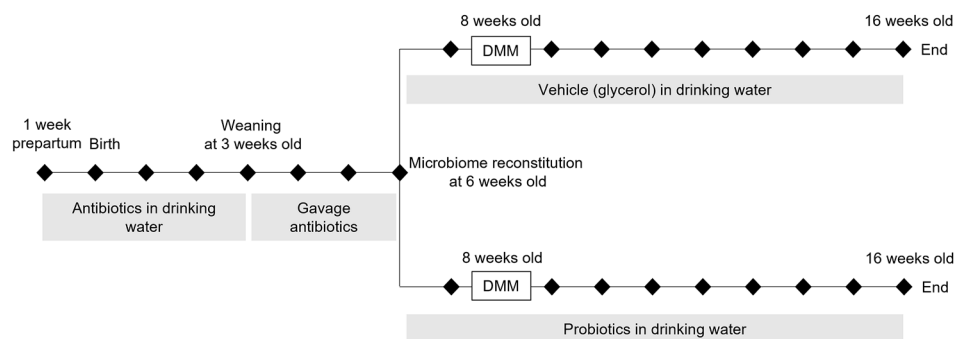 8 weeks old
16 weeks old
DMM
End
Vehicle (glycerol) in drinking water
1 week
prepartum
Birth
Weaning
at 3 weeks old
Microbiome reconstitution
at 6 weeks old
Antibiotics in drinking
water
Gavage
antibiotics
8 weeks old
16 weeks old
DMM
End
Probiotics in drinking water